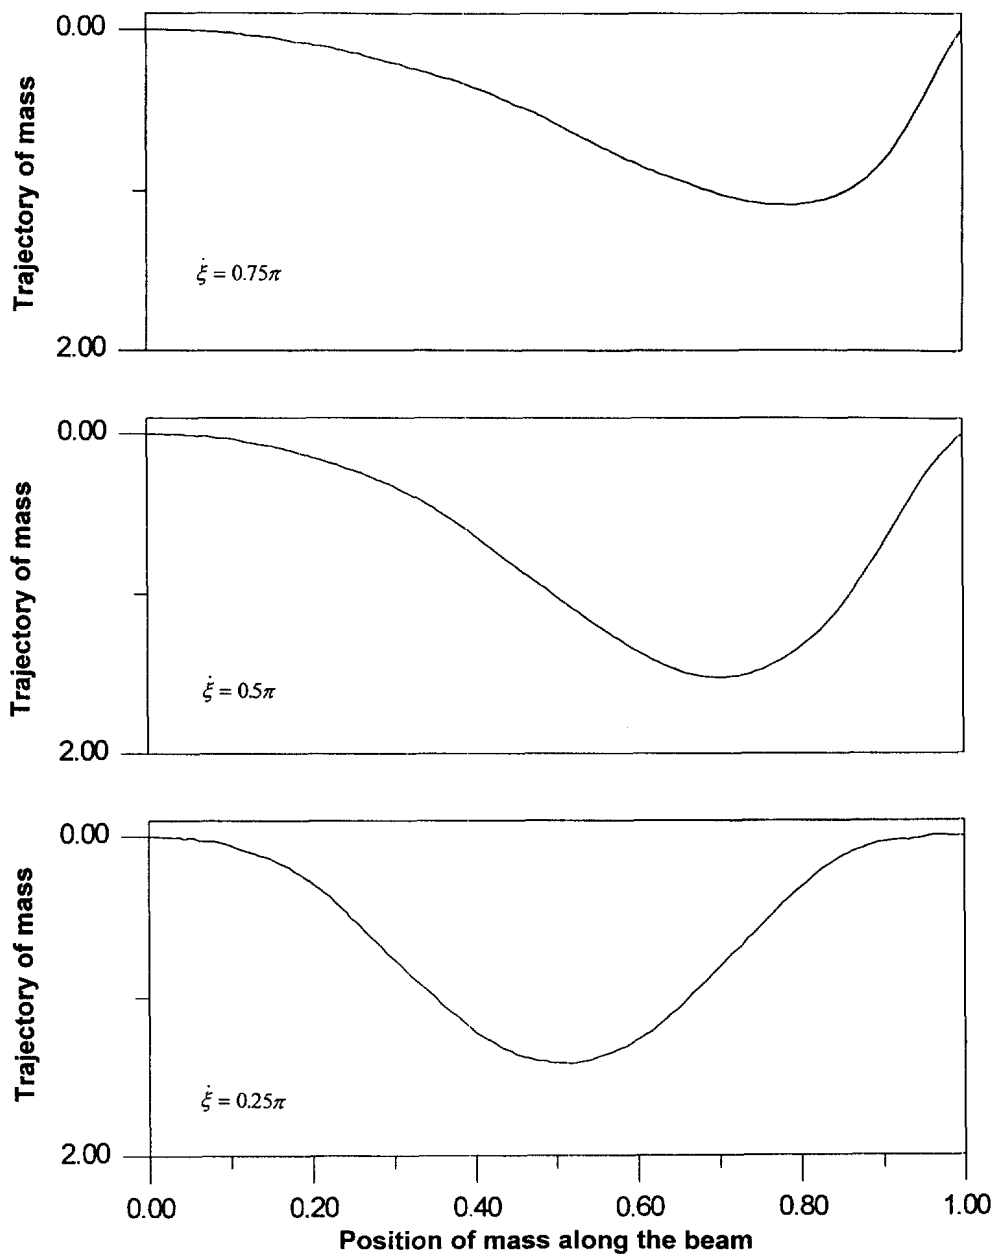 0.00
Trajectory of mass
ξ̇ = 0.75π
2.00
0.00
Trajectory of mass
ξ̇ = 0.5π
2.00
0.00
Trajectory of mass
ξ̇ = 0.25π
2.00
0.00 0.20 0.40 0.60 0.80 1.00
Position of mass along the beam